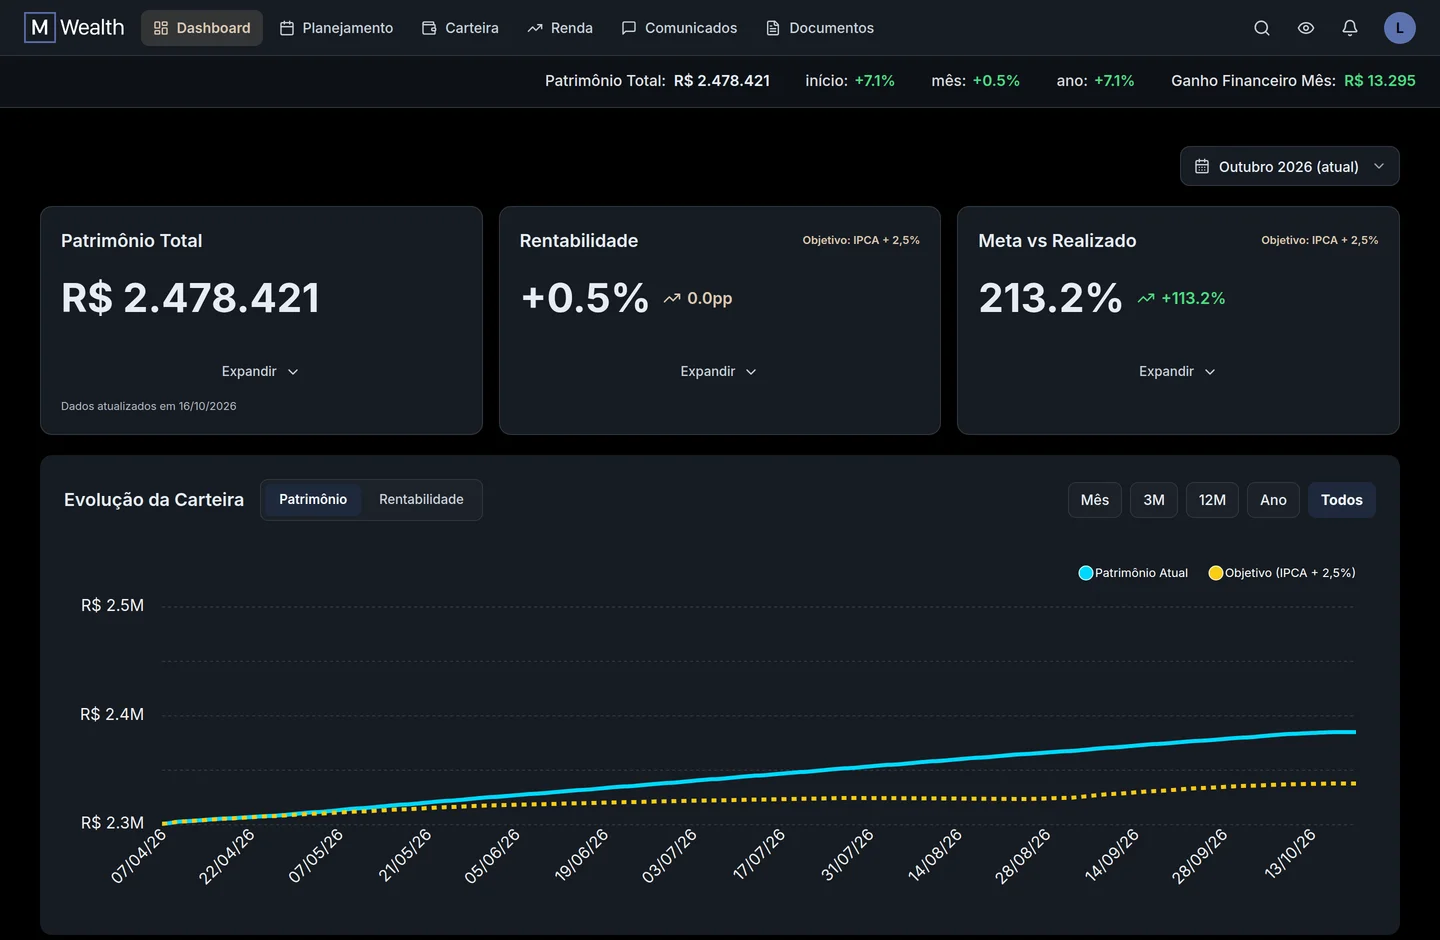 M Wealth Dashboard Planejamento Carteira Renda Comunicados Documentos L
Patrimônio Total: R$ 2.478.421 início: +7.1% mês: +0.5% ano: +7.1% Ganho Financeiro Mês: R$ 13.295
Outubro 2026 (atual)
Patrimônio Total
R$ 2.478.421
Expandir
Dados atualizados em 16/10/2026
Rentabilidade Objetivo: IPCA + 2,5%
+0.5% 0.0pp
Expandir
Meta vs Realizado Objetivo: IPCA + 2,5%
213.2% +113.2%
Expandir
Evolução da Carteira Patrimônio Rentabilidade Mês 3M 12M Ano Todos
Patrimônio Atual Objetivo (IPCA + 2,5%)
R$ 2.5M
R$ 2.4M
R$ 2.3M
07/04/26 22/04/26 07/05/26 21/05/26 05/06/26 19/06/26 03/07/26 17/07/26 31/07/26 14/08/26 28/08/26 14/09/26 28/09/26 13/10/26